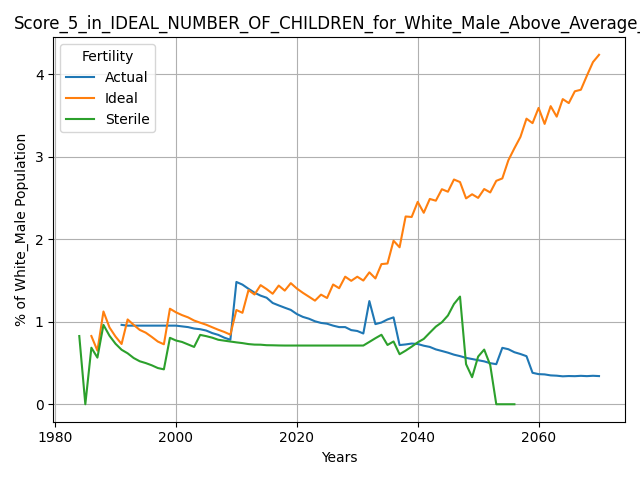 Score_5_in_IDEAL_NUMBER_OF_CHILDREN_for_White_Male_Above_Average_
Fertility
Actual
Ideal
Sterile
% of White_Male Population
4
3
2
1
0
1980 2000 2020 2040 2060
Years